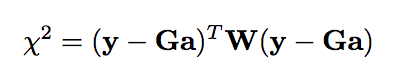 χ² = (y − Ga)ᵀW(y − Ga)